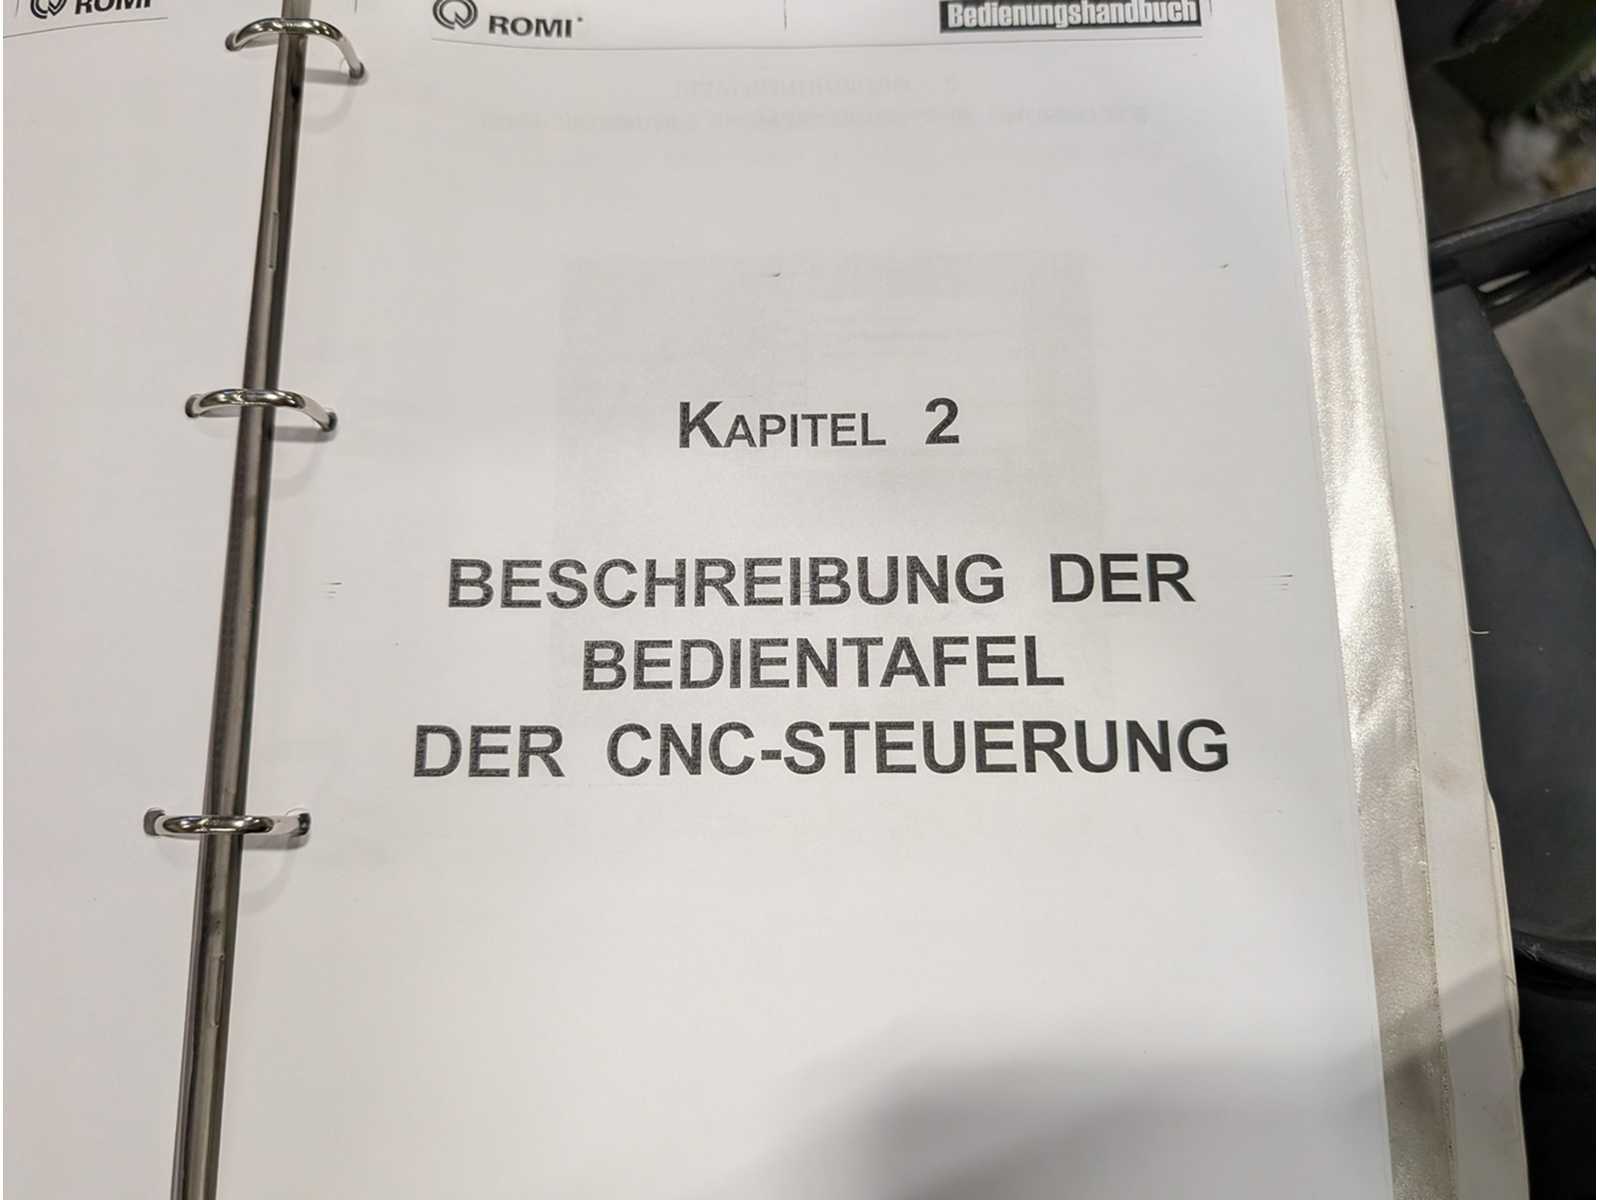 ROMI
ROMI
Bedienungshandbuch
KAPITEL 2
BESCHREIBUNG DER
BEDIENTAFEL
DER CNC-STEUERUNG